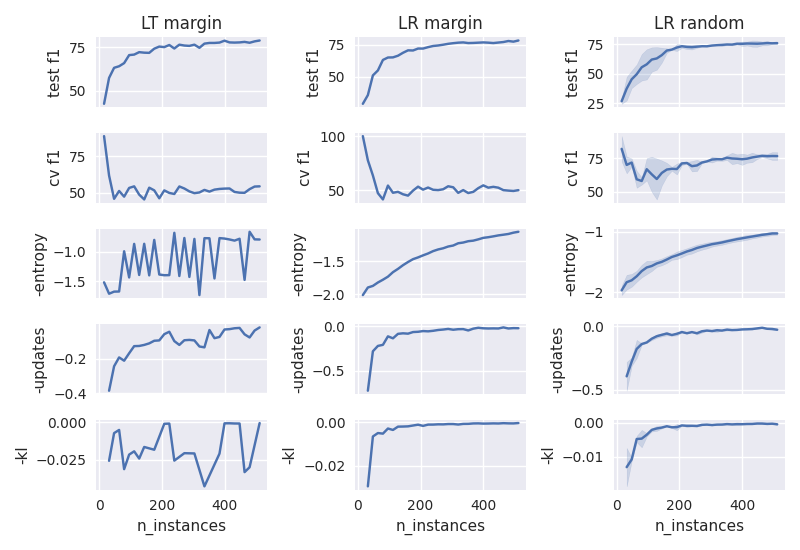 LT margin LR margin LR random
test f1 75 50
test f1 75 50
test f1 75 50 25
cv f1 75 50
cv f1 100 50
cv f1 75 50
-entropy −1.0 −1.5
-entropy −1.5 −2.0
-entropy −1 −2
-updates −0.2 −0.4
-updates 0.0 −0.5
-updates 0.0 −0.5
-kl 0.000 −0.025
-kl 0.00 −0.02
-kl 0.00 −0.01
0 200 400 0 200 400 0 200 400
n_instances n_instances n_instances